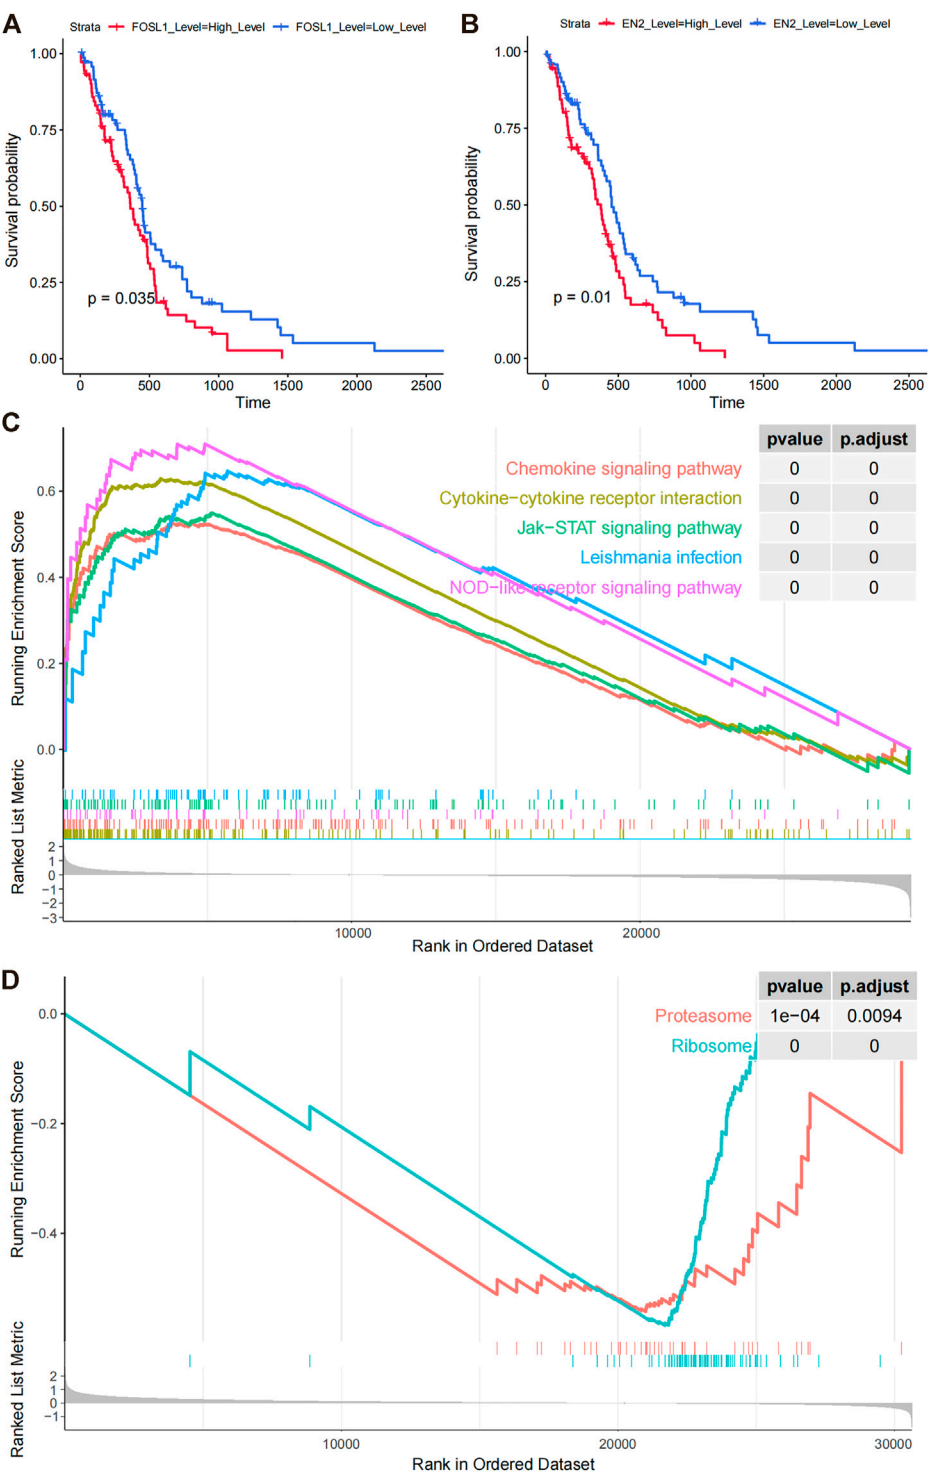 A
Strata FOSL1_Level=High_Level FOSL1_Level=Low_Level
Survival probability
1.00
0.75
0.50
0.25
0.00
p = 0.035
0 500 1000 1500 2000 2500
Time
B
Strata EN2_Level=High_Level EN2_Level=Low_Level
Survival probability
1.00
0.75
0.50
0.25
0.00
p = 0.01
0 500 1000 1500 2000 2500
Time
C
Running Enrichment Score
0.6
0.4
0.2
0.0
pvalue p.adjust
Chemokine signaling pathway 0 0
Cytokine−cytokine receptor interaction 0 0
Jak−STAT signaling pathway 0 0
Leishmania infection 0 0
NOD−like receptor signaling pathway 0 0
Ranked List Metric
2
1
0
−1
−2
−3
10000 20000
Rank in Ordered Dataset
D
Running Enrichment Score
0.0
−0.2
−0.4
pvalue p.adjust
Proteasome 1e−04 0.0094
Ribosome 0 0
Ranked List Metric
2
1
0
−1
10000 20000 30000
Rank in Ordered Dataset